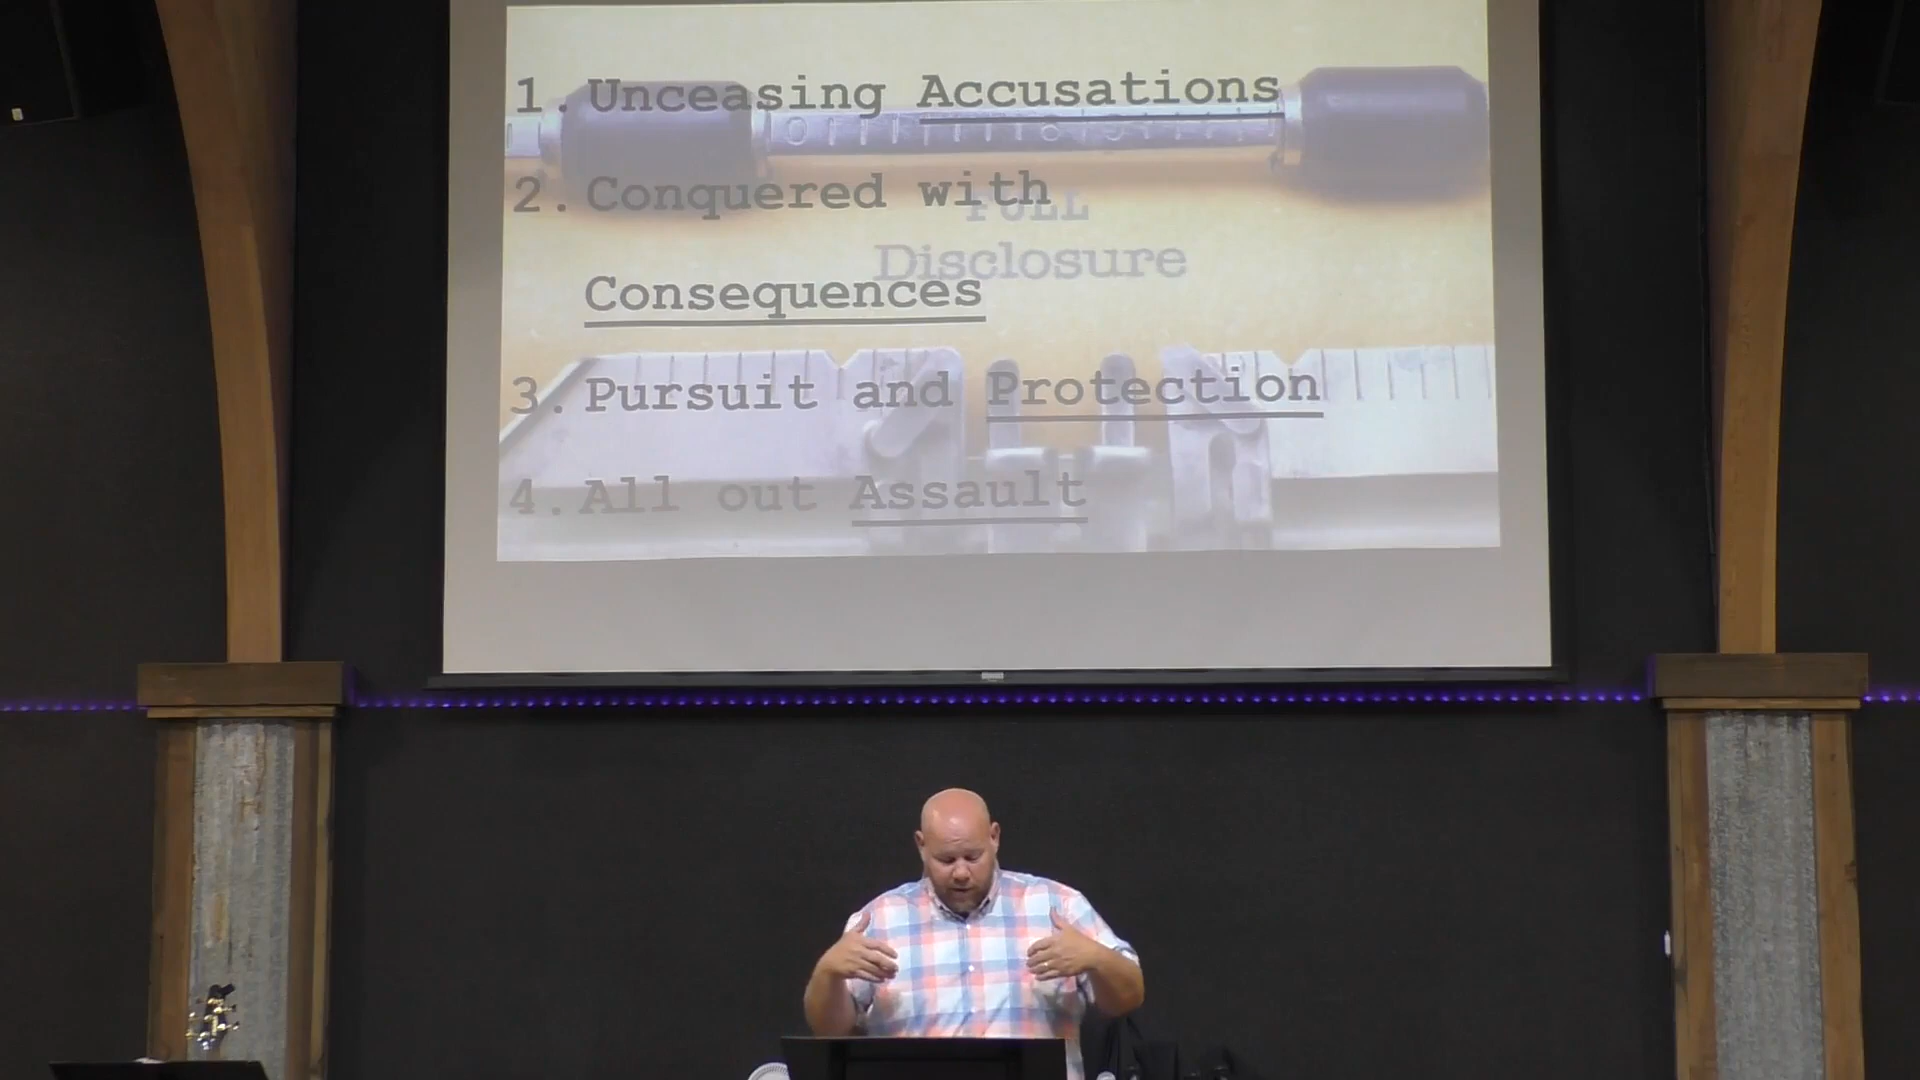 1. Unceasing Accusations
2. Conquered with
FULL
Disclosure
Consequences
3. Pursuit and Protection
4. All out Assault